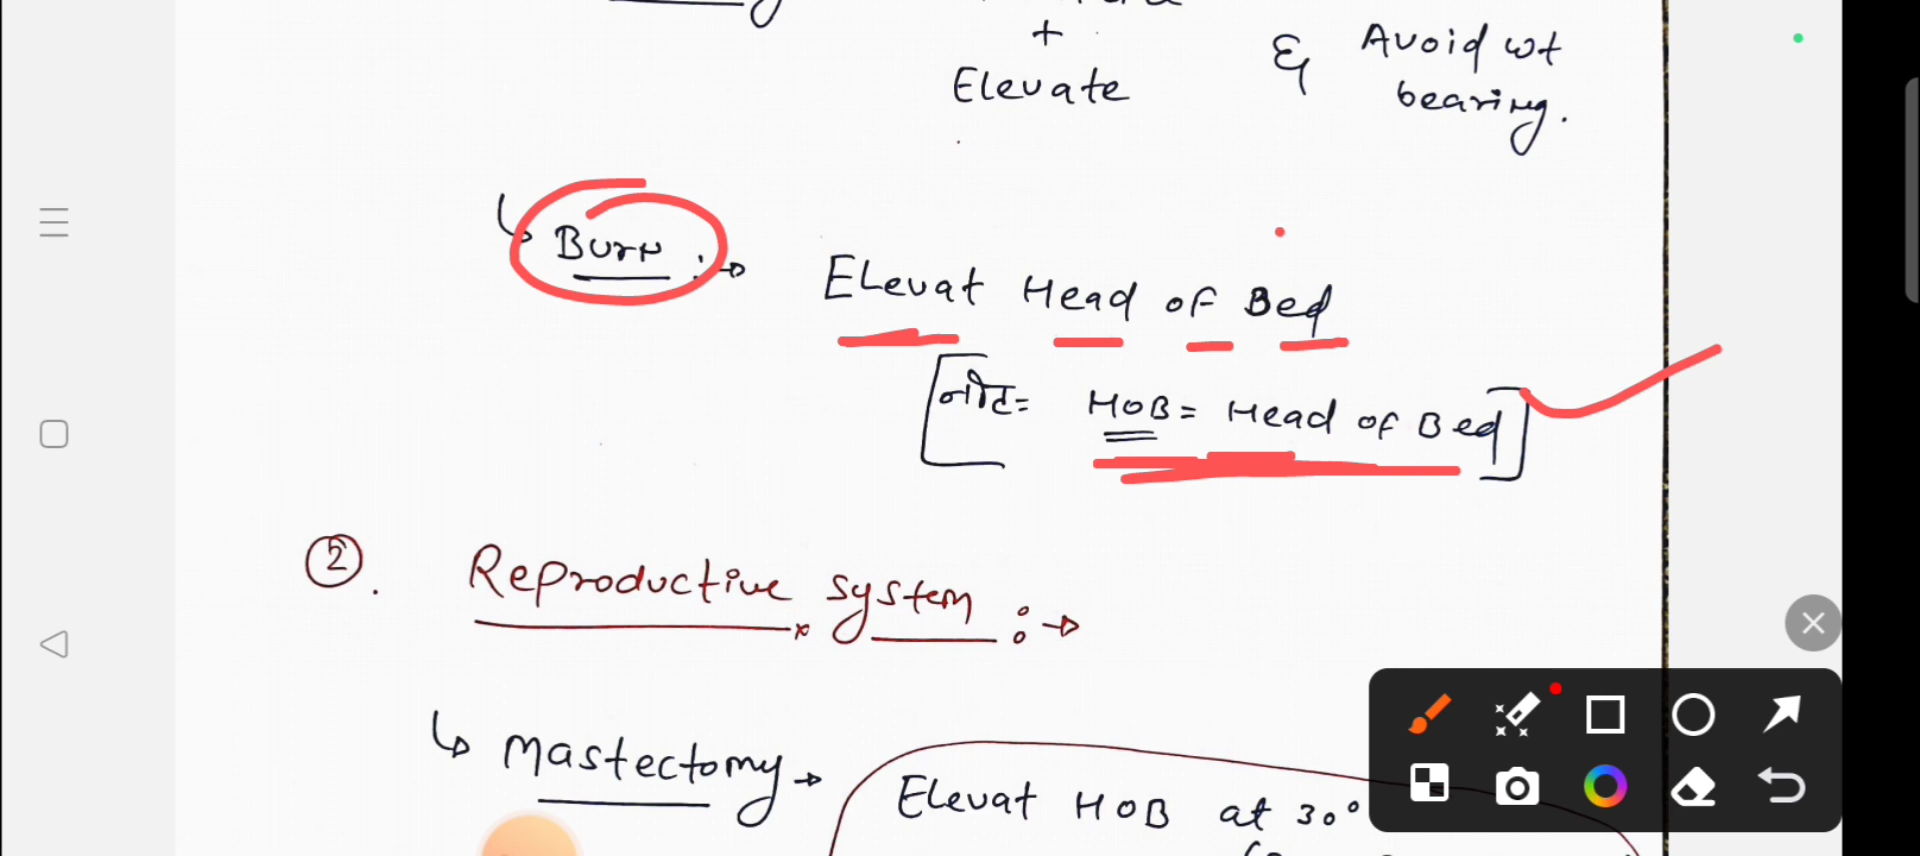 +
Elevate
& Avoid wt
bearing.
↳ Burn :→
Elevat Head of Bed
[नोट= HOB = Head of Bed]
②. Reproductive system :→
↳ Mastectomy →
Elevat HOB at 30°